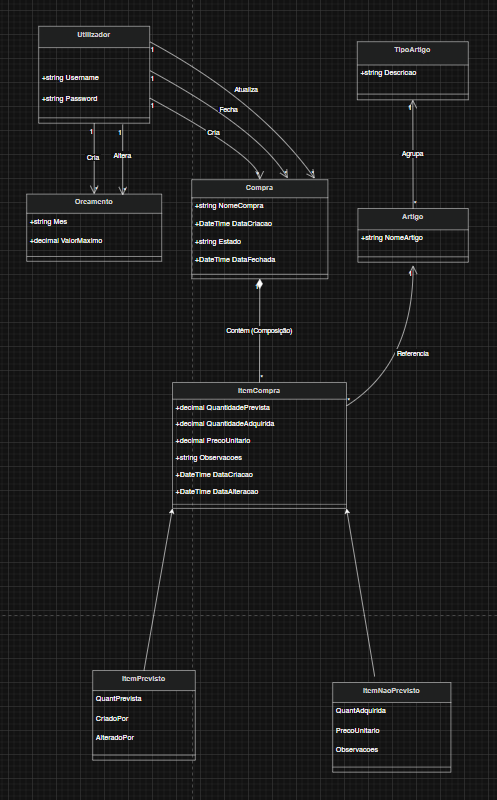 Utilizador
+string Username
+string Password
1
1
1
Atualiza
Fecha
Cria
TipoArtigo
+string Descricao
1
Agrupa
*
1
Cria
1
Altera
Orcamento
+string Mes
+decimal ValorMaximo
Compra
+string NomeCompra
+DateTime DataCriacao
+string Estado
+DateTime DataFechada
Artigo
+string NomeArtigo
1
1
Contém (Composição)
*
Referencia
*
ItemCompra
+decimal QuantidadePrevista
+decimal QuantidadeAdquirida
+decimal PrecoUnitario
+string Observacoes
+DateTime DataCriacao
+DateTime DataAlteracao
ItemPrevisto
QuantPrevista
CriadoPor
AlteradoPor
ItemNaoPrevisto
QuantAdquirida
PrecoUnitario
Observacoes